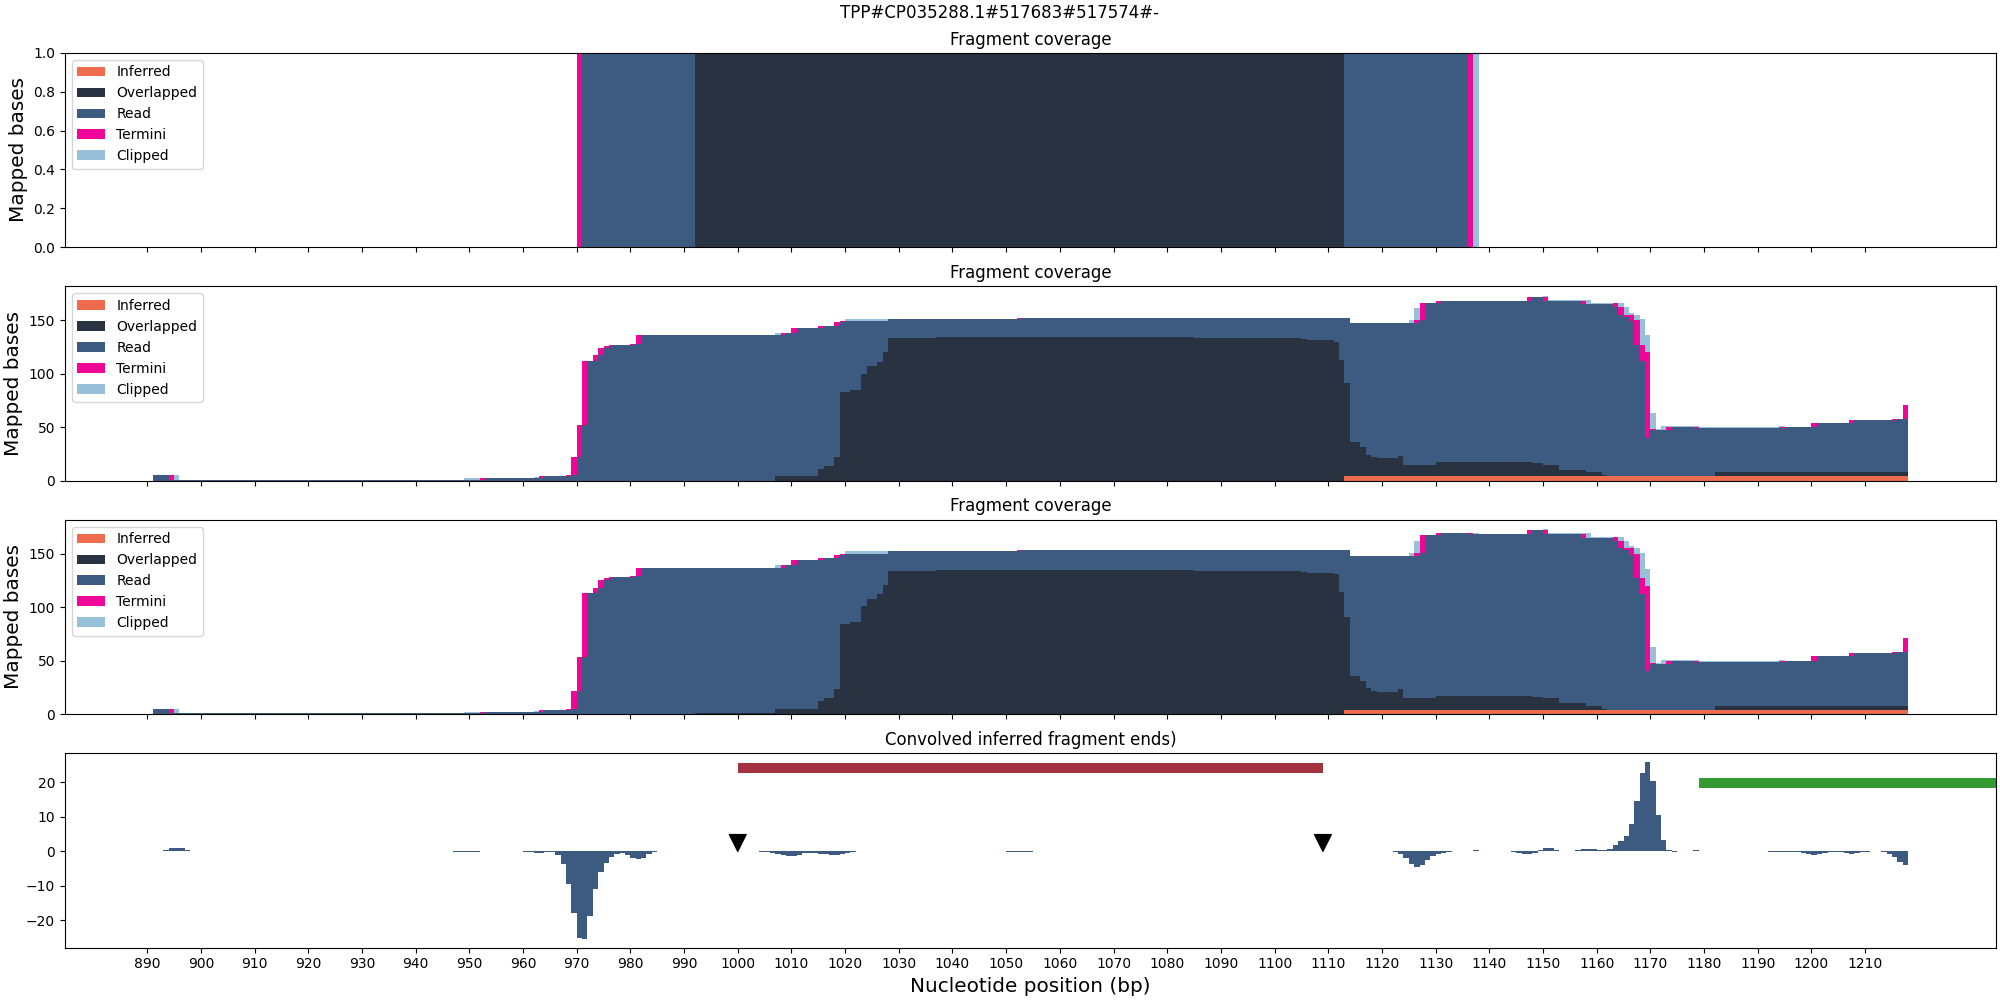 TPP#CP035288.1#517683#517574#-
Fragment coverage
Mapped bases
1.0
0.8
0.6
0.4
0.2
0.0
Inferred
Overlapped
Read
Termini
Clipped
Fragment coverage
Mapped bases
150
100
50
0
Inferred
Overlapped
Read
Termini
Clipped
Fragment coverage
Mapped bases
150
100
50
0
Inferred
Overlapped
Read
Termini
Clipped
Convolved inferred fragment ends)
20
10
0
−10
−20
890 900 910 920 930 940 950 960 970 980 990 1000 1010 1020 1030 1040 1050 1060 1070 1080 1090 1100 1110 1120 1130 1140 1150 1160 1170 1180 1190 1200 1210
Nucleotide position (bp)